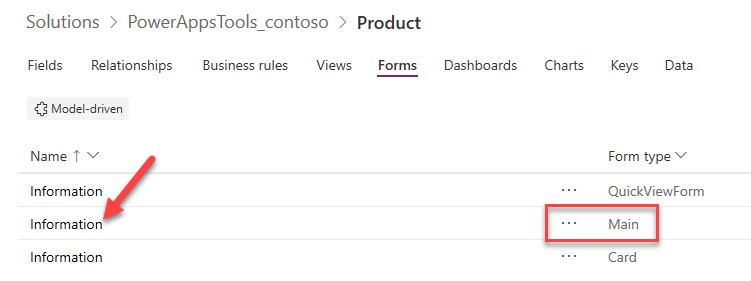 Solutions > PowerAppsTools_contoso > Product
Fields Relationships Business rules Views Forms Dashboards Charts Keys Data
Model-driven
Name ↑ Form type
Information ... QuickViewForm
Information ... Main
Information ... Card